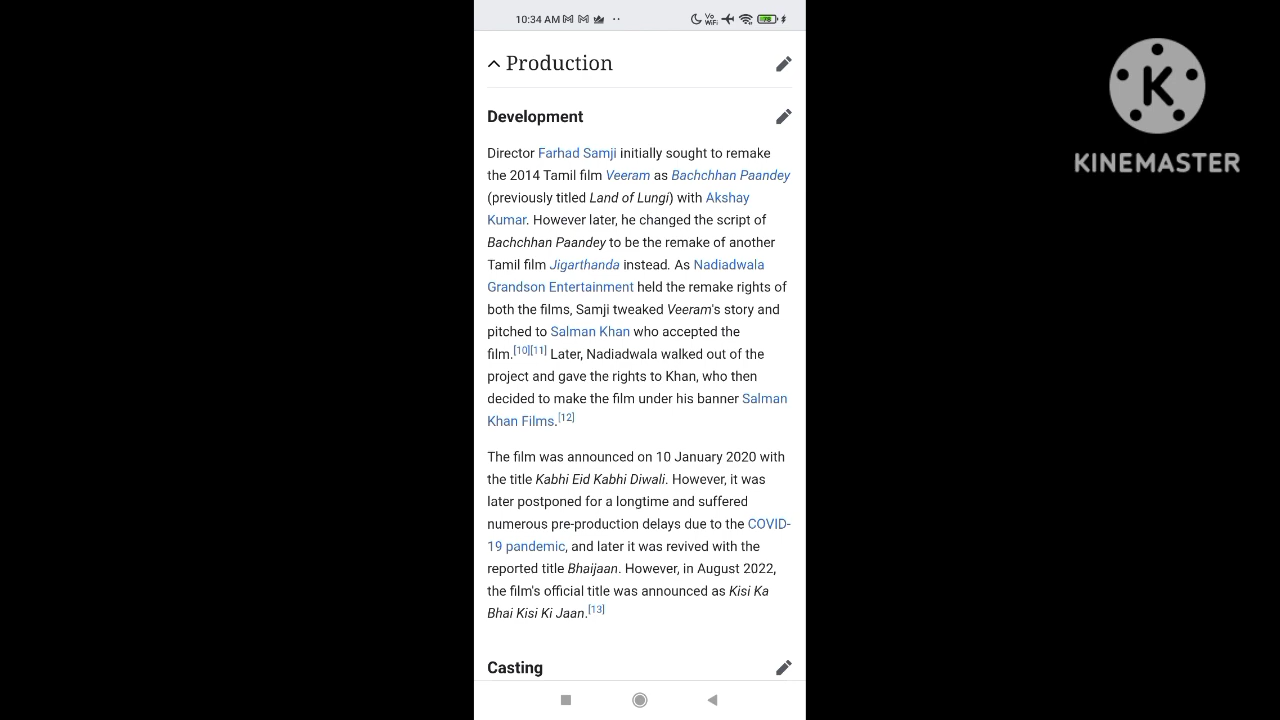 10:34 AM
Vo
WiFi
78
Production
Development
Director Farhad Samji initially sought to remake
the 2014 Tamil film Veeram as Bachchhan Paandey
(previously titled Land of Lungi) with Akshay
Kumar. However later, he changed the script of
Bachchhan Paandey to be the remake of another
Tamil film Jigarthanda instead. As Nadiadwala
Grandson Entertainment held the remake rights of
both the films, Samji tweaked Veeram's story and
pitched to Salman Khan who accepted the
film.[10][11] Later, Nadiadwala walked out of the
project and gave the rights to Khan, who then
decided to make the film under his banner Salman
Khan Films.[12]
The film was announced on 10 January 2020 with
the title Kabhi Eid Kabhi Diwali. However, it was
later postponed for a longtime and suffered
numerous pre-production delays due to the COVID-
19 pandemic, and later it was revived with the
reported title Bhaijaan. However, in August 2022,
the film's official title was announced as Kisi Ka
Bhai Kisi Ki Jaan.[13]
Casting
K
KINEMASTER